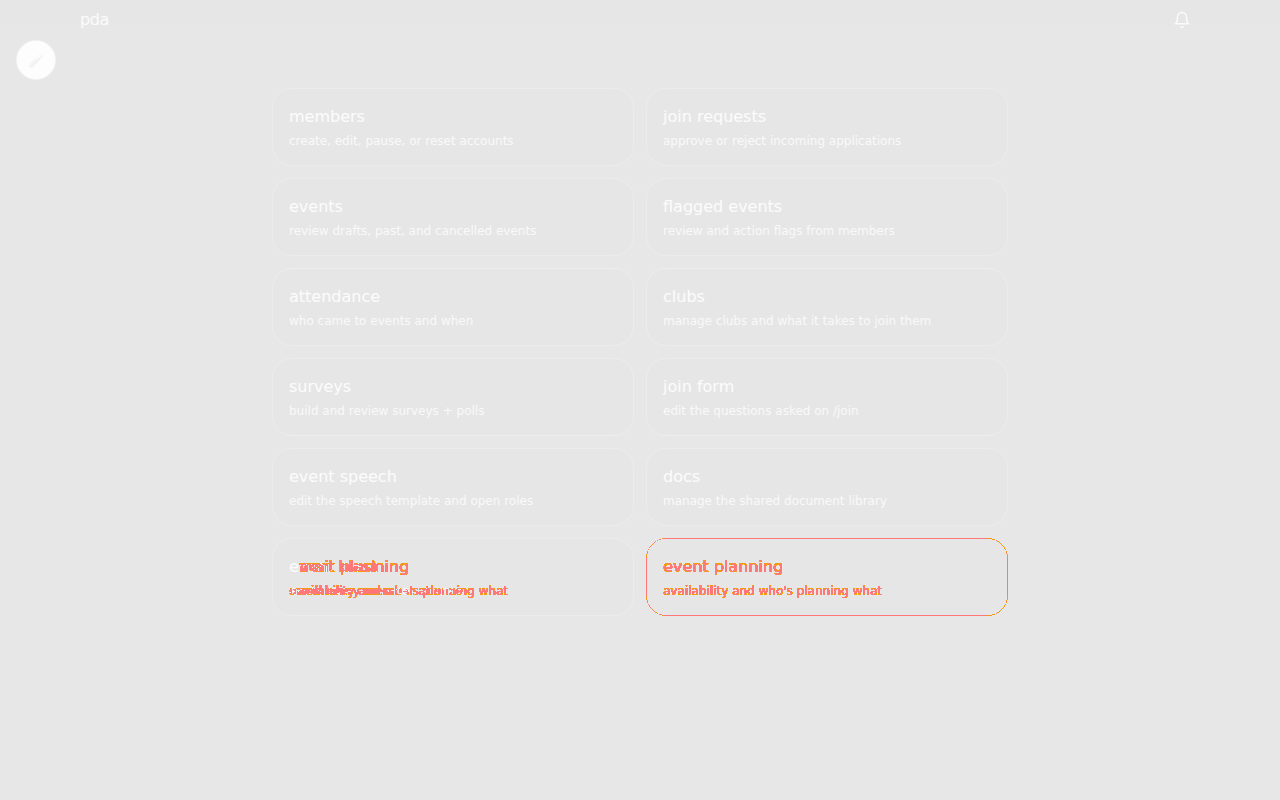 pda
members
create, edit, pause, or reset accounts
join requests
approve or reject incoming applications
events
review drafts, past, and cancelled events
flagged events
review and action flags from members
attendance
who came to events and when
clubs
manage clubs and what it takes to join them
surveys
build and review surveys + polls
join form
edit the questions asked on /join
event speech
edit the speech template and open roles
docs
manage the shared document library
planning
planning what
event planning
availability and who's planning what